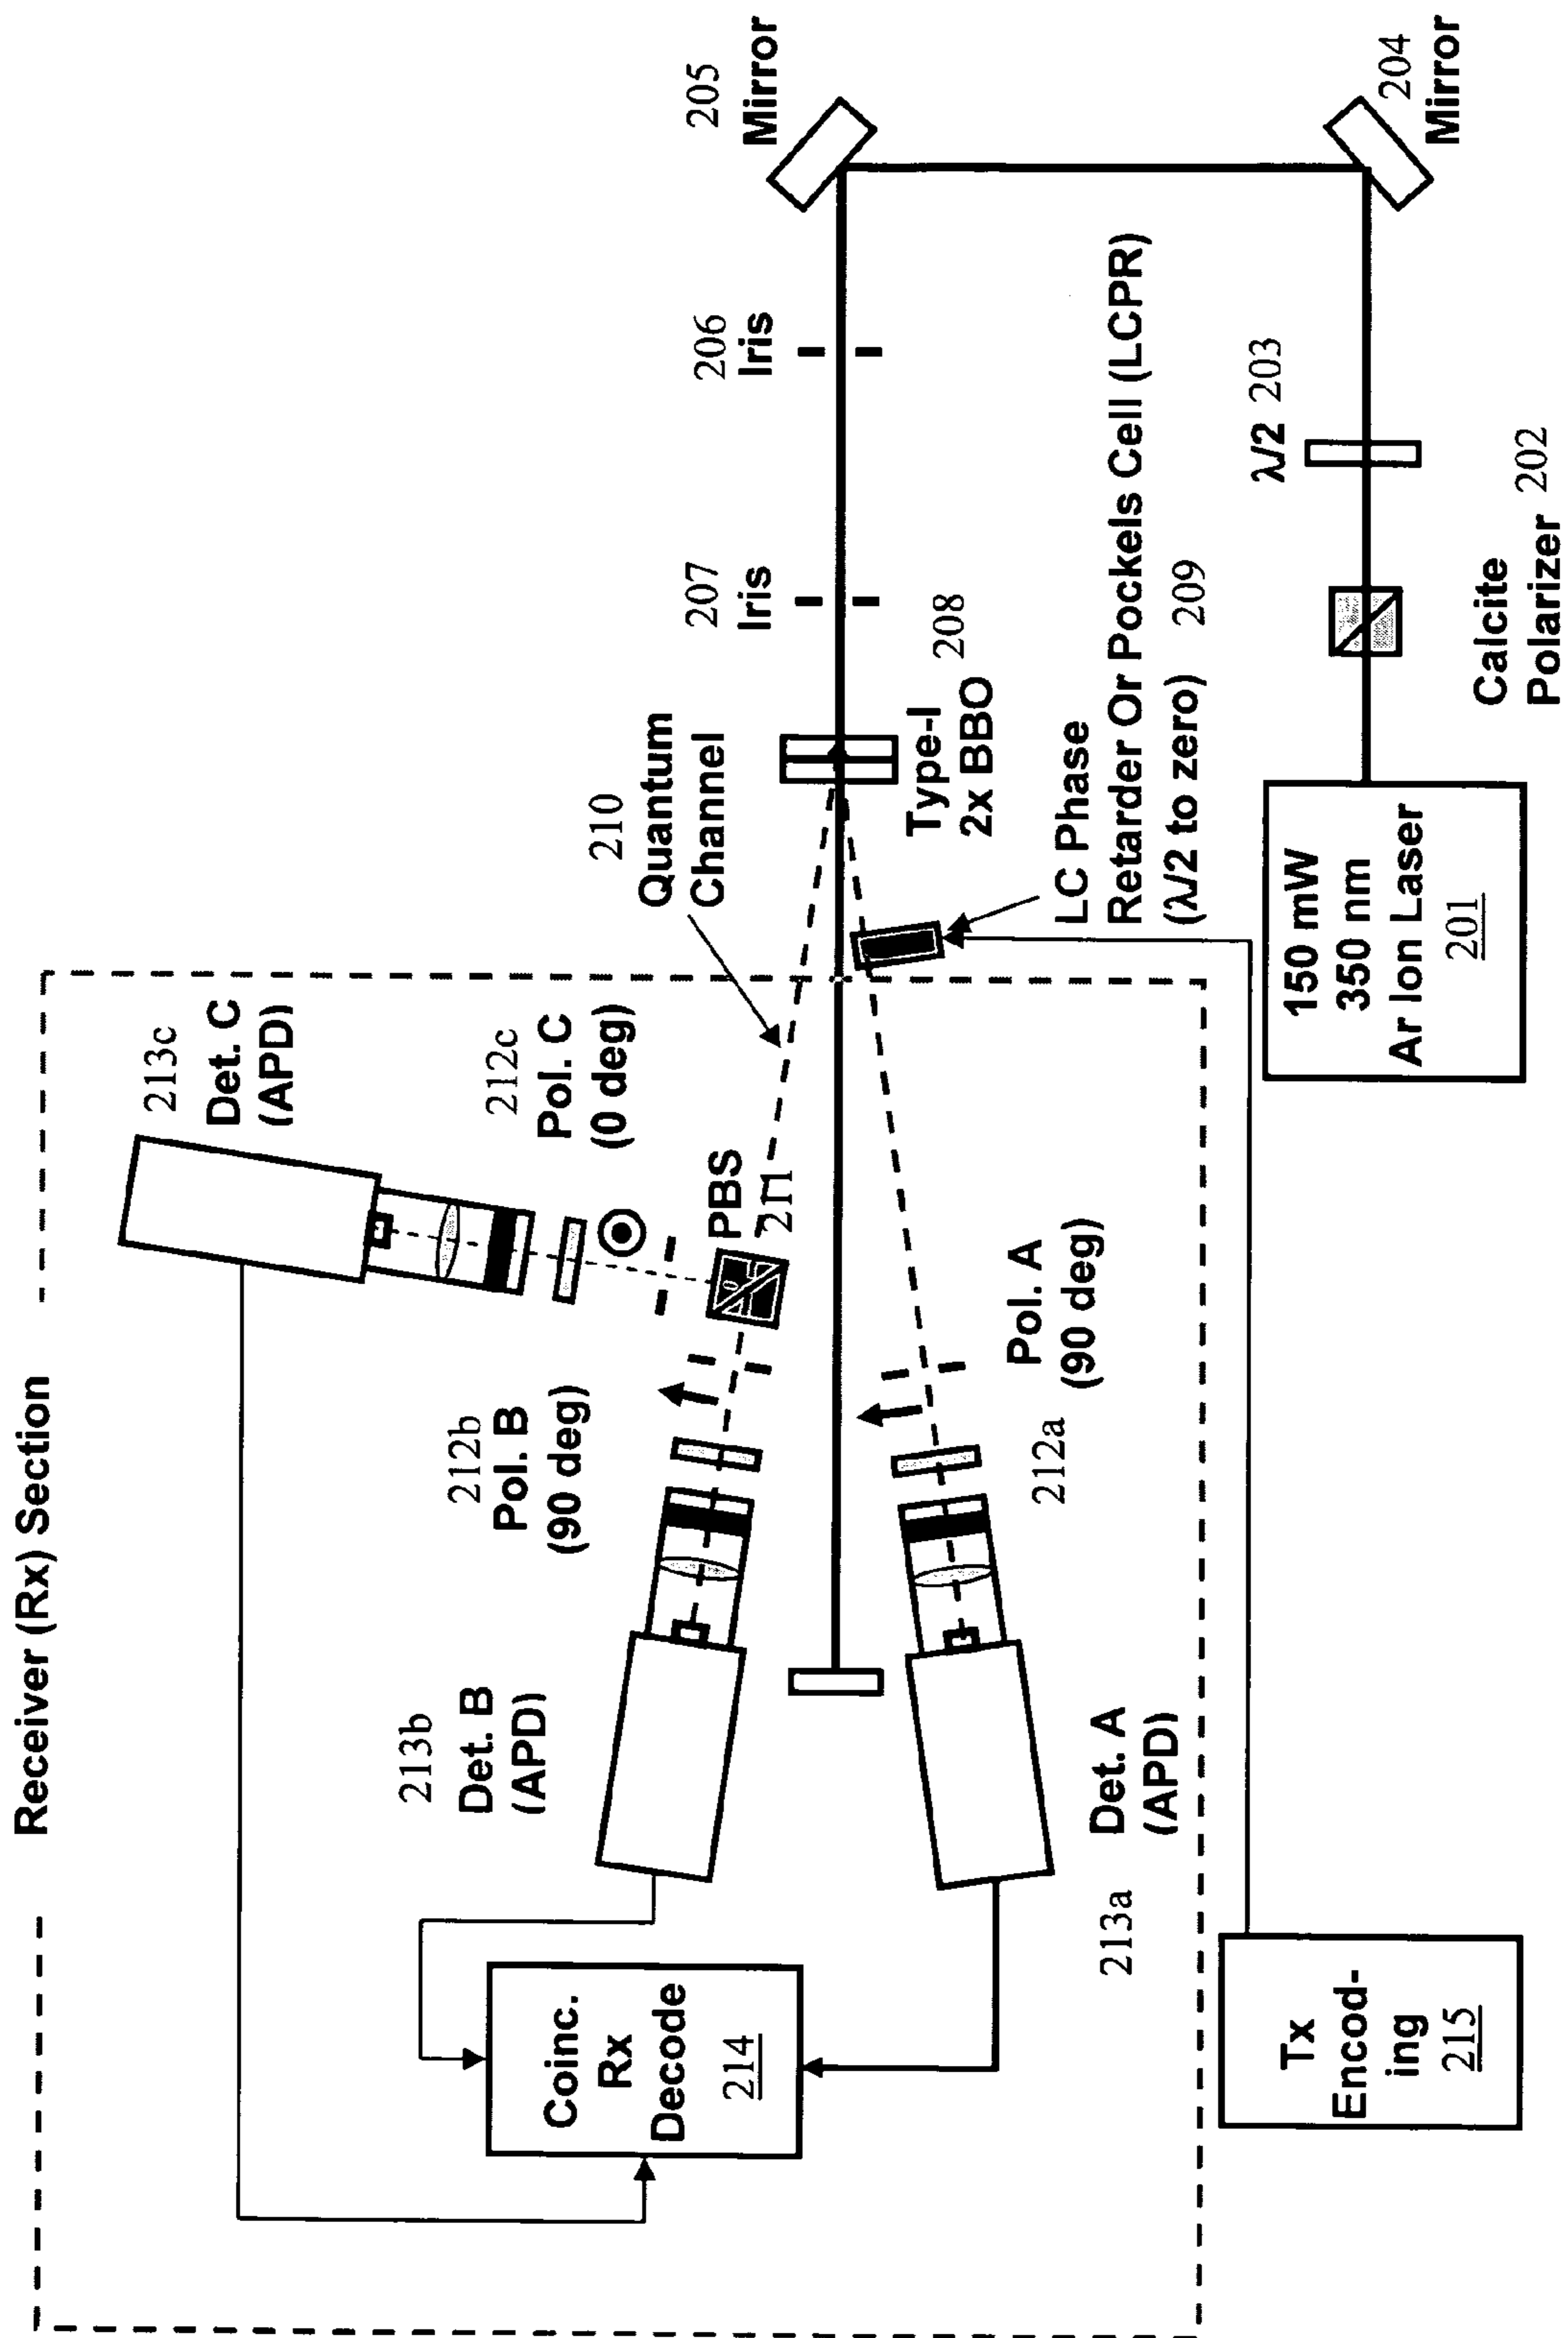 Receiver (Rx) Section
213c
Det. C
(APD)
212c
Pol. C
(0 deg)
PBS
211
210
Quantum
Channel
207
Iris
206
Iris
205
Mirror
204
Mirror
212b
Pol. B
(90 deg)
213b
Det. B
(APD)
Pol. A
(90 deg)
212a
Det. A
(APD)
213a
Coinc.
Rx
Decode
214
Type-I
2x BBO 208
LC Phase
Retarder Or Pockels Cell (LCPR)
(λ/2 to zero) 209
λ/2 203
Calcite
Polarizer 202
150 mW
350 nm
Ar Ion Laser
201
Tx
Encod-
ing
215